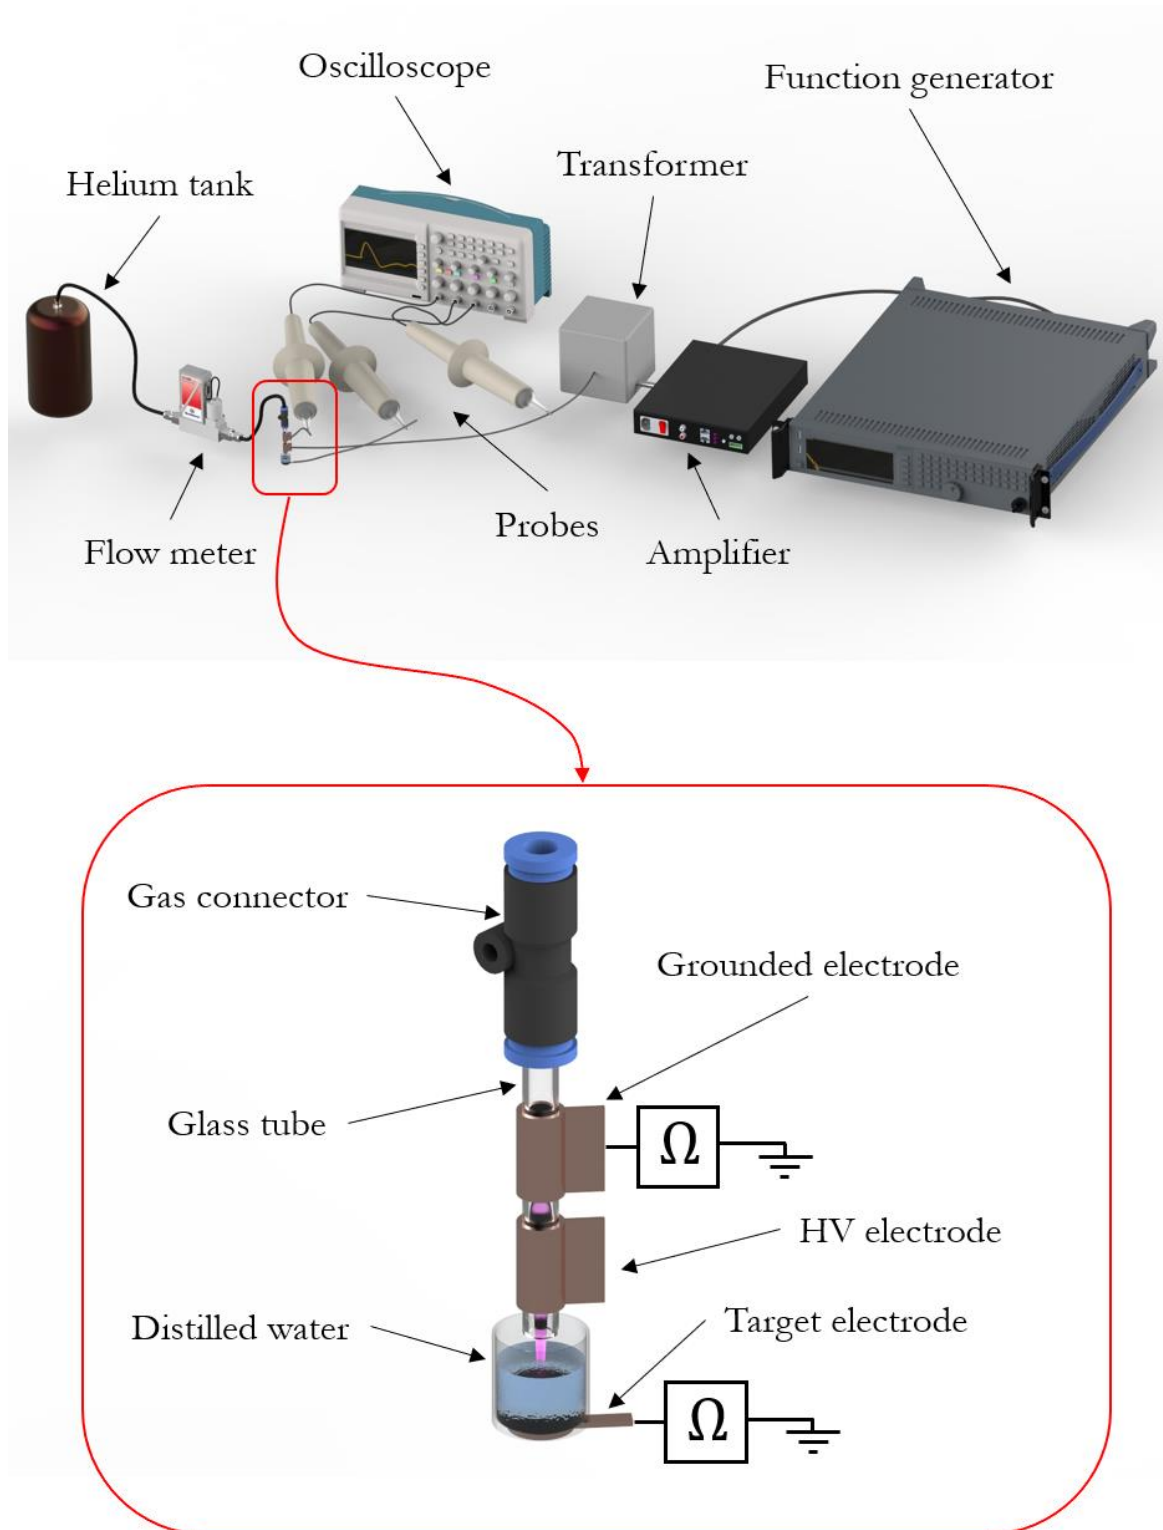 Oscilloscope
Function generator
Transformer
Helium tank
Probes
Flow meter
Amplifier
Gas connector
Grounded electrode
Glass tube
Ω
HV electrode
Distilled water
Target electrode
Ω